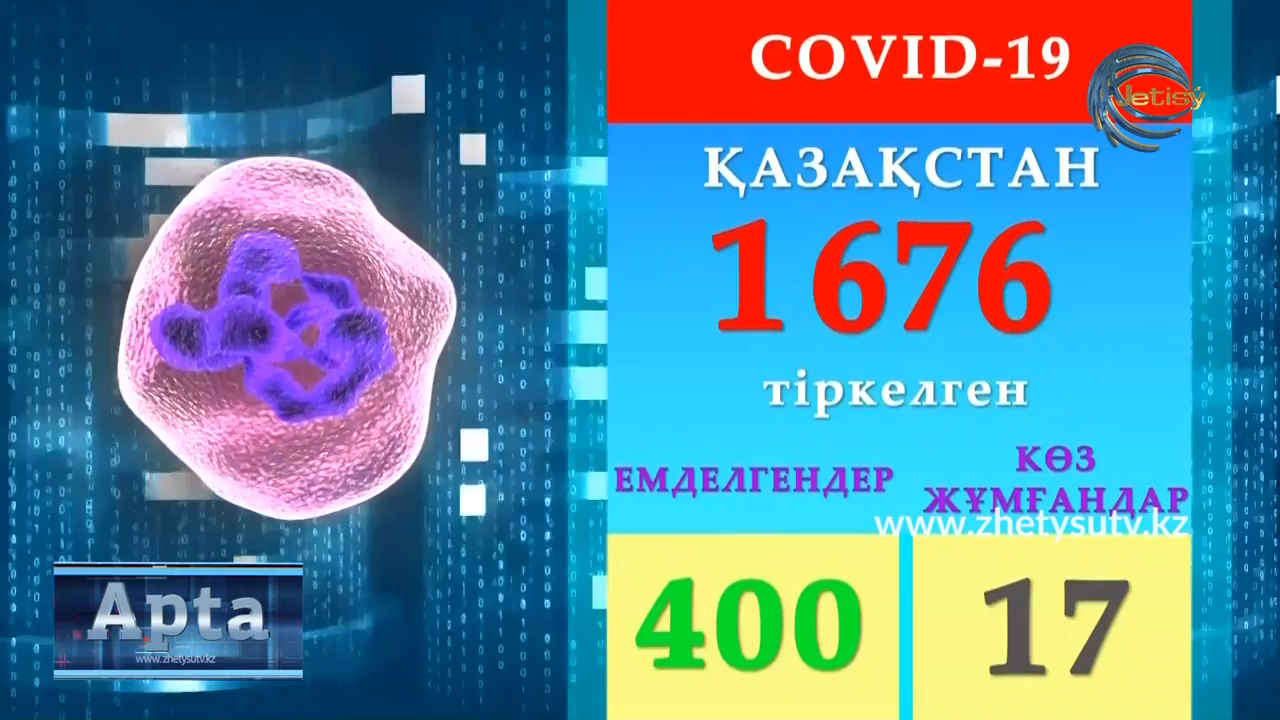 COVID-19
Jetisý
ҚАЗАҚСТАН
1676
тіркелген
ЕМДЕЛГЕНДЕР
КӨЗ
ЖҰМҒАНДАР
www.zhetysutv.kz
400
17
Apta
www.zhetysutv.kz